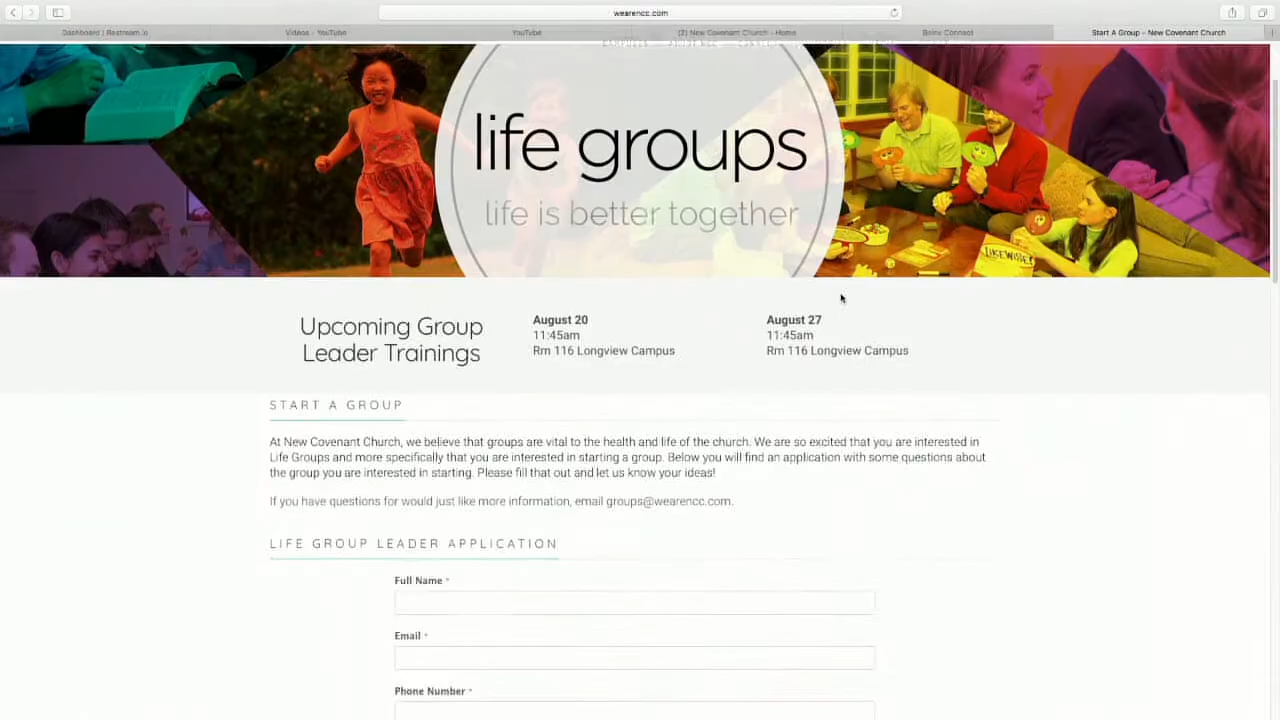 wearencc.com
Dashboard | Restream.io
Videos - YouTube
YouTube
(2) New Covenant Church - Home
Boxx Connect
Start A Group – New Covenant Church
life groups
life is better together
LIKEWISE!
Upcoming Group
Leader Trainings
August 20
11:45am
Rm 116 Longview Campus
August 27
11:45am
Rm 116 Longview Campus
START A GROUP
At New Covenant Church, we believe that groups are vital to the health and life of the church. We are so excited that you are interested in
Life Groups and more specifically that you are interested in starting a group. Below you will find an application with some questions about
the group you are interested in starting. Please fill that out and let us know your ideas!
If you have questions for would just like more information, email groups@wearencc.com.
LIFE GROUP LEADER APPLICATION
Full Name *
Email *
Phone Number *